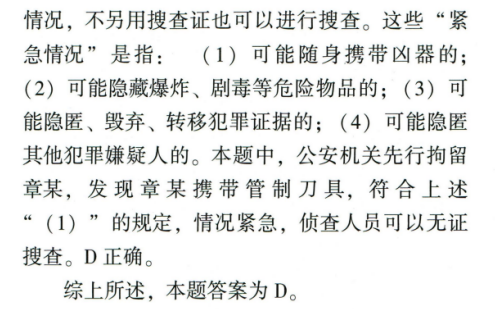 情况，不另用搜查证也可以进行搜查。这些“紧
急情况”是指：（1）可能随身携带凶器的；
（2）可能隐藏爆炸、剧毒等危险物品的；（3）可
能隐匿、毁弃、转移犯罪证据的；（4）可能隐匿
其他犯罪嫌疑人的。本题中，公安机关先行拘留
章某，发现章某携带管制刀具，符合上述
“（1）”的规定，情况紧急，侦查人员可以无证
搜查。D正确。
综上所述，本题答案为D。